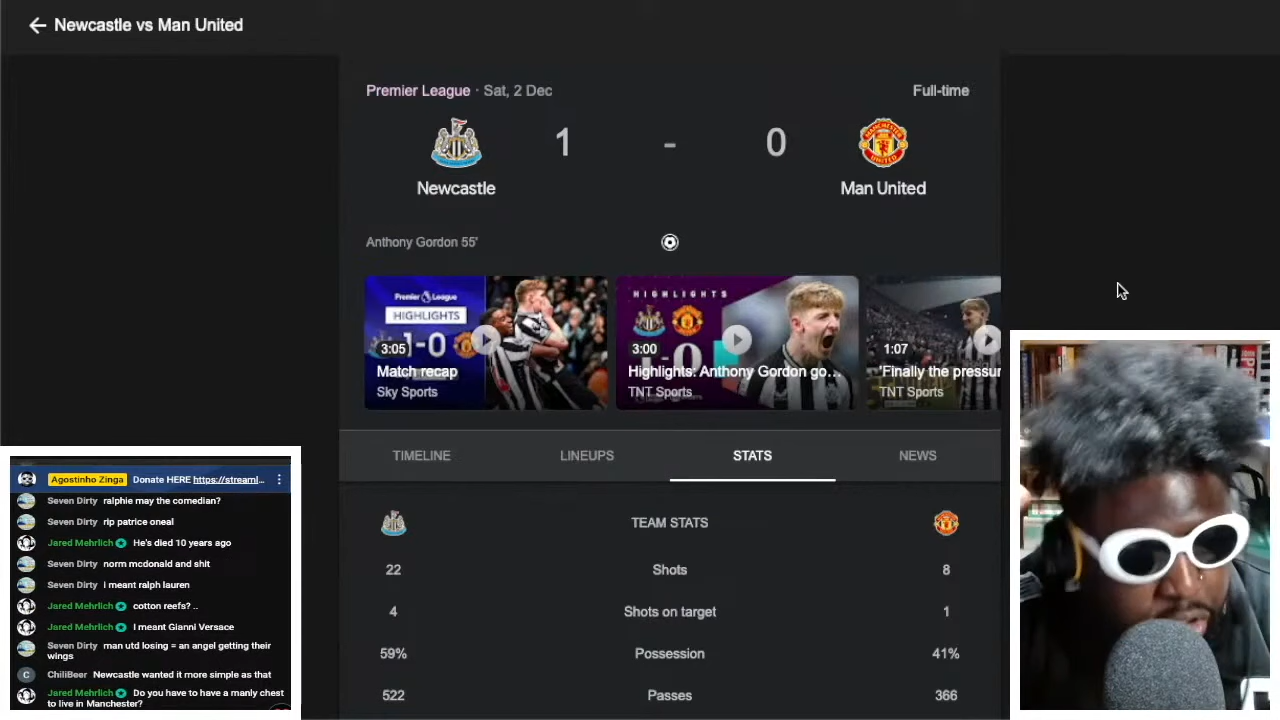 Newcastle vs Man United
Premier League · Sat, 2 Dec
Full-time
1 - 0
Newcastle
Man United
Anthony Gordon 55'
Premier League
HIGHLIGHTS
1-0
3:05
Match recap
Sky Sports
HIGHLIGHTS
3:00
Highlights: Anthony Gordon go...
TNT Sports
1:07
'Finally the pressur
TNT Sports
TIMELINE
LINEUPS
STATS
NEWS
TEAM STATS
22 Shots 8
4 Shots on target 1
59% Possession 41%
522 Passes 366
Agostinho Zinga Donate HERE https://streaml...
Seven Dirty ralphie may the comedian?
Seven Dirty rip patrice oneal
Jared Mehrlich He's died 10 years ago
Seven Dirty norm mcdonald and shit
Seven Dirty i meant ralph lauren
Jared Mehrlich cotton reefs? ..
Jared Mehrlich I meant Gianni Versace
Seven Dirty man utd losing = an angel getting their
wings
C ChiliBeer Newcastle wanted it more simple as that
Jared Mehrlich Do you have to have a manly chest
to live in Manchester?